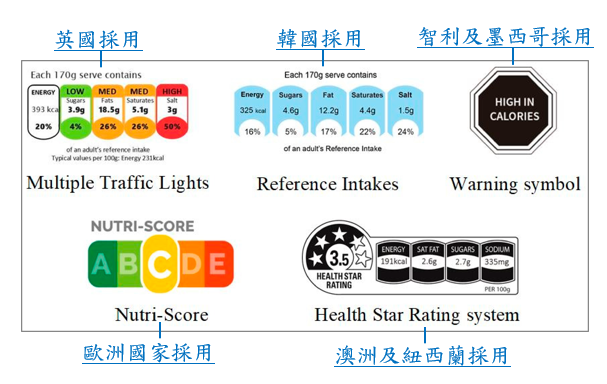 英國採用
韓國採用
智利及墨西哥採用
Each 170g serve contains
ENERGY LOW MED MED HIGH
Sugars Fats Saturates Salt
393 kcal 3.9g 18.5g 5.1g 3g
20% 4% 26% 26% 50%
of an adult's reference intake
Typical values per 100g: Energy 231kcal
Multiple Traffic Lights
Each 170g serve contains
Energy Sugars Fat Saturates Salt
325 kcal 4.6g 12.2g 4.4g 1.5g
16% 5% 17% 22% 24%
of an adult's Reference Intake
Reference Intakes
HIGH IN
CALORIES
Warning symbol
NUTRI-SCORE
A B C D E
Nutri-Score
3.5
HEALTH STAR
RATING
ENERGY SAT FAT SUGARS SODIUM
191kcal 2.6g 2.7g 335mg
PER 100g
Health Star Rating system
歐洲國家採用
澳洲及紐西蘭採用